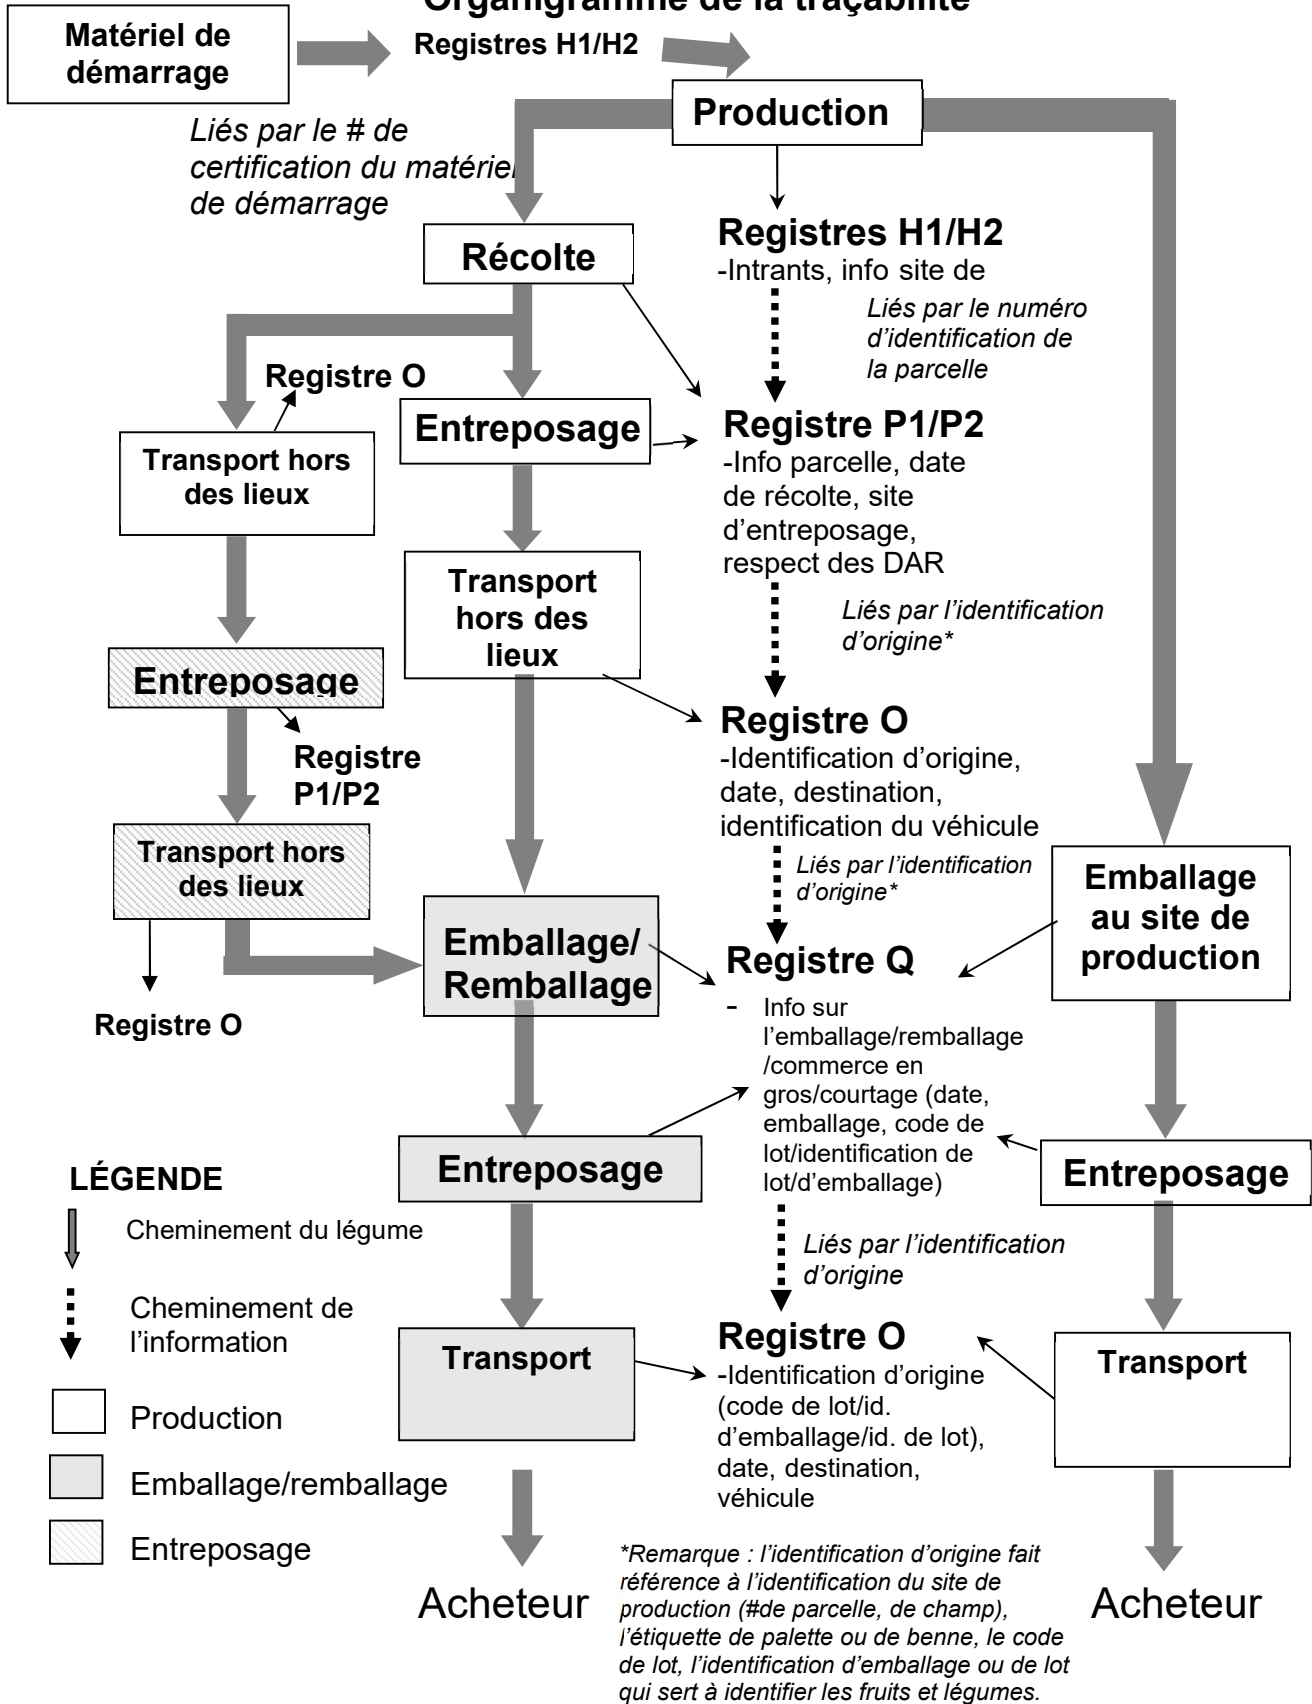 Organigramme de la traçabilité
Matériel de
démarrage
Registres H1/H2
Production
Liés par le # de
certification du matériel
de démarrage
Registres H1/H2
-Intrants, info site de
Récolte
Liés par le numéro
d’identification de
la parcelle
Registre O
Entreposage
Registre P1/P2
-Info parcelle, date
de récolte, site
d’entreposage,
respect des DAR
Transport hors
des lieux
Transport
hors des
lieux
Liés par l’identification
d’origine*
Entreposage
Registre
P1/P2
Registre O
-Identification d’origine,
date, destination,
identification du véhicule
Transport hors
des lieux
Liés par l’identification
d’origine*
Emballage
au site de
production
Emballage/
Remballage
Registre Q
- Info sur
l’emballage/remballage
/commerce en
gros/courtage (date,
emballage, code de
lot/identification de
lot/d’emballage)
Registre O
Entreposage
Entreposage
LÉGENDE
Cheminement du légume
Cheminement de
l’information
Production
Emballage/remballage
Entreposage
Liés par l’identification
d’origine
Transport
Registre O
-Identification d’origine
(code de lot/id.
d’emballage/id. de lot),
date, destination,
véhicule
Transport
Acheteur
Acheteur
*Remarque : l’identification d’origine fait
référence à l’identification du site de
production (#de parcelle, de champ),
l’étiquette de palette ou de benne, le code
de lot, l’identification d’emballage ou de lot
qui sert à identifier les fruits et légumes.